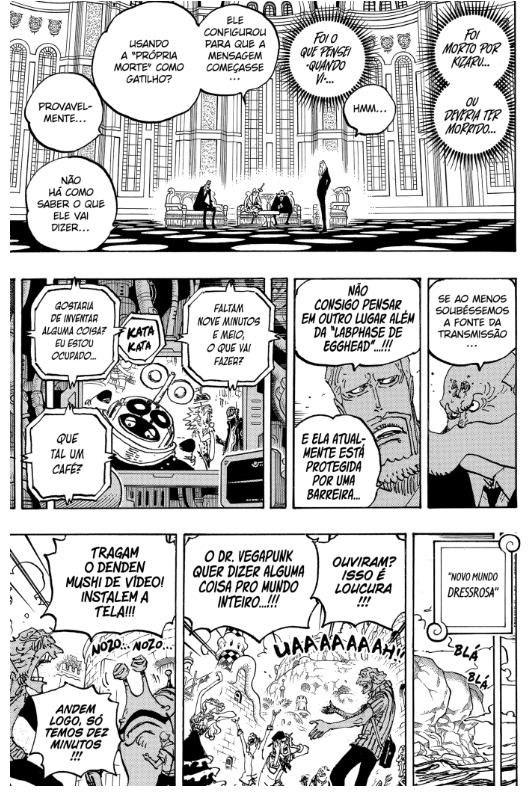 FOI
MORTO POR
KIZARU...
OU
DEVERIA TER
MORRIDO...
HMM...
FOI O
QUE PENSEI
-QUANDO
VI-...
ELE
CONFIGUROU
PARA QUE A
MENSAGEM
COMEÇASSE
...
USANDO
A "PRÓPRIA
MORTE" COMO
GATILHO?
PROVAVEL-
MENTE...
NÃO
HÁ COMO
SABER O QUE
ELE VAI
DIZER...
SE AO MENOS
SOUBÉSSEMOS
A FONTE DA
TRANSMISSÃO
...
NÃO
CONSIGO PENSAR
EM OUTRO LUGAR ALÉM
DA "LABPHASE DE
EGGHEAD"...!!!
E ELA ATUAL-
MENTE ESTÁ
PROTEGIDA
POR UMA
BARREIRA...
FALTAM
NOVE MINUTOS
E MEIO,
O QUE VAI
FAZER?
KATA
KATA
GOSTARIA
DE INVENTAR
ALGUMA COISA?
EU ESTOU
OCUPADO...
QUE
TAL UM
CAFÉ?
"NOVO MUNDO
DRESSROSA"
BLÁ
BLÁ
OUVIRAM?
ISSO É
LOUCURA
!!!
O DR. VEGAPUNK
QUER DIZER ALGUMA
COISA PRO MUNDO
INTEIRO...!!!
UAAAAAAAH!!
TRAGAM
O DENDEN
MUSHI DE VÍDEO!
INSTALEM A
TELA!!!
NOZO... NOZO...
ANDEM
LOGO, SÓ
TEMOS DEZ
MINUTOS
!!!